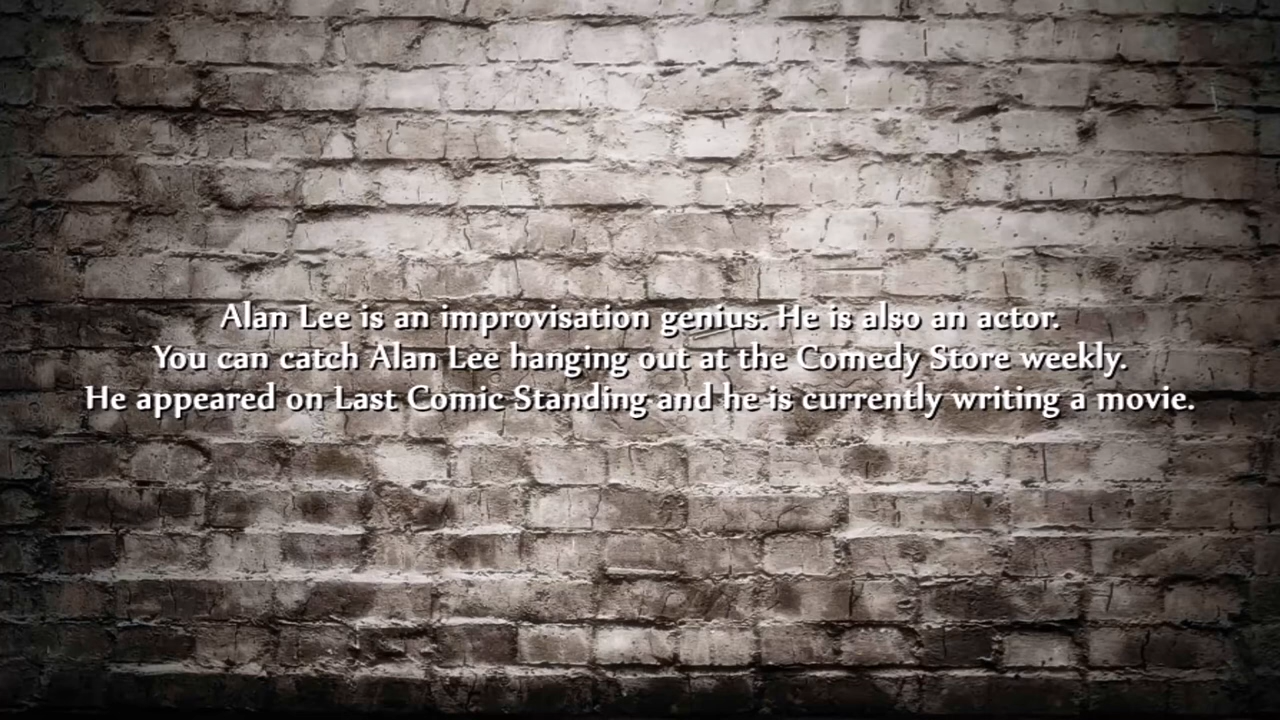 Alan Lee is an improvisation genius. He is also an actor.
You can catch Alan Lee hanging out at the Comedy Store weekly.
He appeared on Last Comic Standing and he is currently writing a movie.